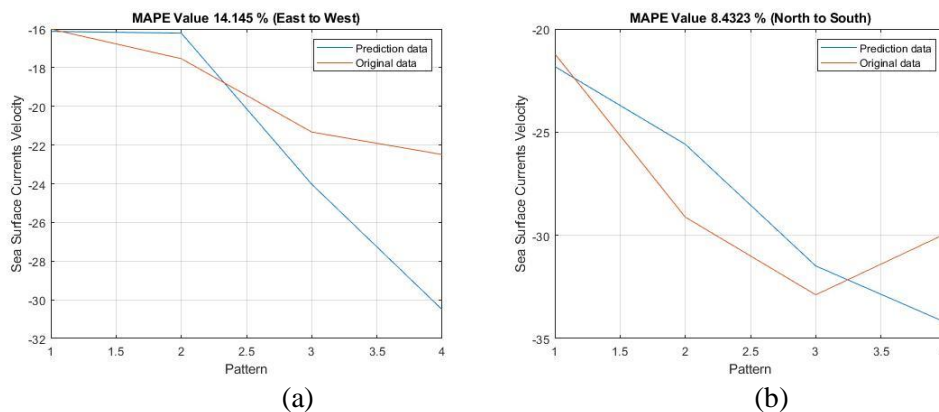 MAPE Value 14.145 % (East to West)
-16
-18
-20
-22
-24
-26
-28
-30
-32
Sea Surface Currents Velocity
Prediction data
Original data
1
1.5
2
2.5
3
3.5
4
Pattern
(a)
MAPE Value 8.4323 % (North to South)
-20
-25
-30
-35
Sea Surface Currents Velocity
Prediction data
Original data
1
1.5
2
2.5
3
3.5
Pattern
(b)